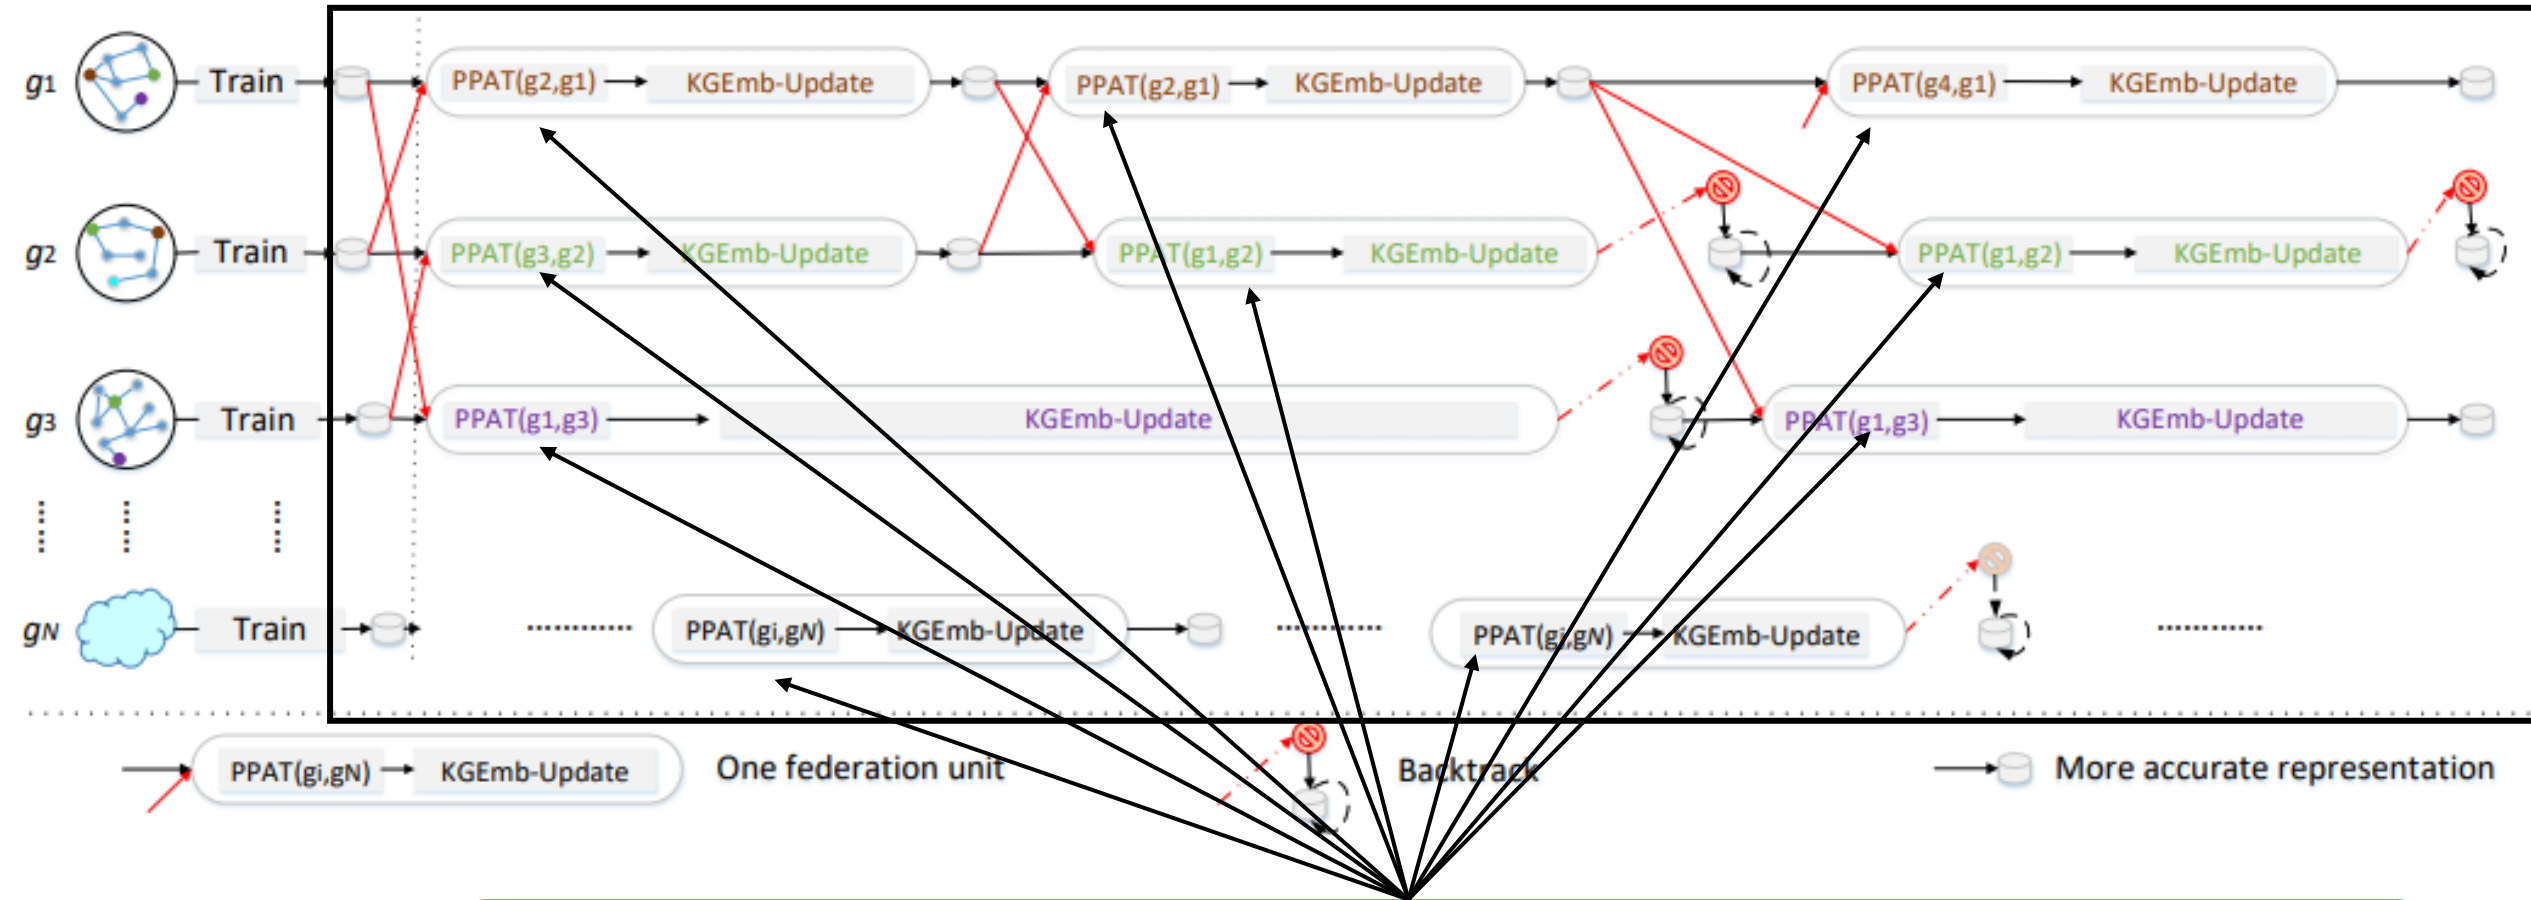 g1 Train PPAT(g2,g1) KGEmb-Update PPAT(g2,g1) KGEmb-Update PPAT(g4,g1) KGEmb-Update
g2 Train PPAT(g3,g2) KGEmb-Update PPAT(g1,g2) KGEmb-Update PPAT(g1,g2) KGEmb-Update
g3 Train PPAT(g1,g3) KGEmb-Update PPAT(g1,g3) KGEmb-Update
gN Train PPAT(gi,gN) KGEmb-Update PPAT(gi,gN) KGEmb-Update
PPAT(gi,gN) KGEmb-Update One federation unit Backtrack More accurate representation